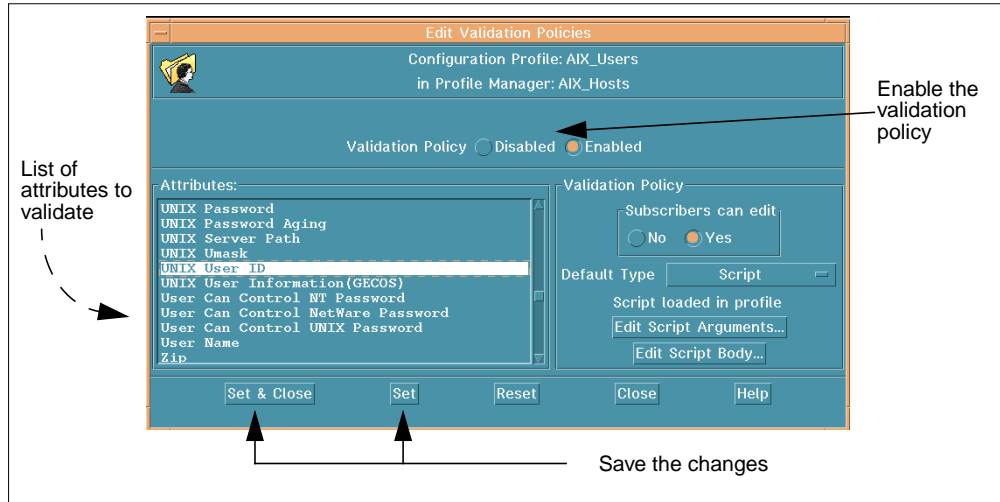 Edit Validation Policies
Configuration Profile: AIX_Users
in Profile Manager: AIX_Hosts
Enable the
validation
policy
Validation Policy Disabled Enabled
List of
attributes to
validate
Attributes:
UNIX Password
UNIX Password Aging
UNIX Server Path
UNIX Umask
UNIX User ID
UNIX User Information(GECOS)
User Can Control NT Password
User Can Control NetWare Password
User Can Control UNIX Password
User Name
Zip
Validation Policy
Subscribers can edit
No Yes
Default Type Script
Script loaded in profile
Edit Script Arguments...
Edit Script Body...
Set & Close Set Reset Close Help
Save the changes